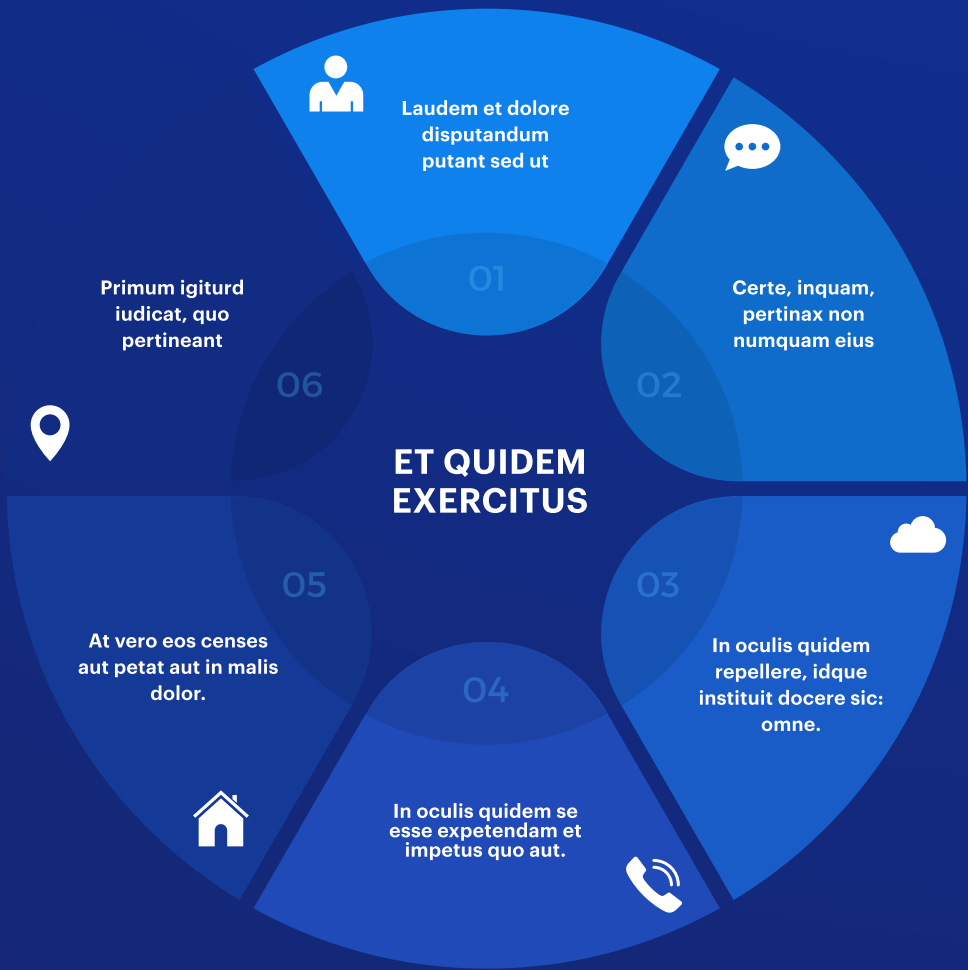 Laudem et dolore
disputandum
putant sed ut
01
Certe, inquam,
pertinax non
numquam eius
02
In oculis quidem
repellere, idque
instituit docere sic:
omne.
03
In oculis quidem se
esse expetendam et
impetus quo aut.
04
At vero eos censes
aut petat aut in malis
dolor.
05
Primum igiturd
iudicat, quo
pertineant
06
ET QUIDEM
EXERCITUS